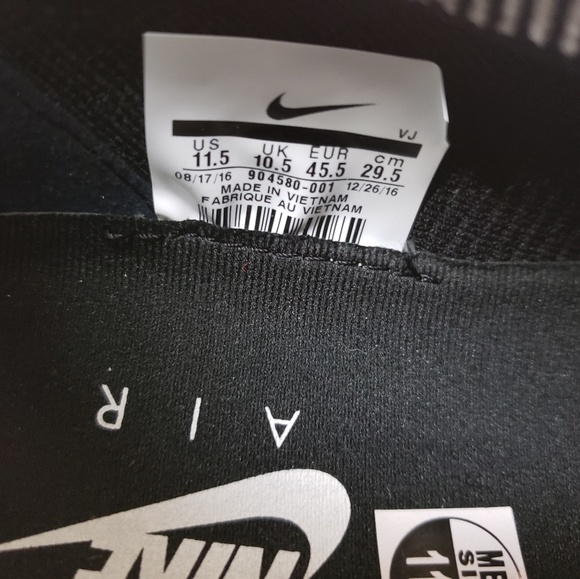 VJ
US UK EUR cm
11.5 10.5 45.5 29.5
08/17/16 904580-001 12/26/16
MADE IN VIETNAM
FABRIQUE AU VIETNAM
AIR
NIKE